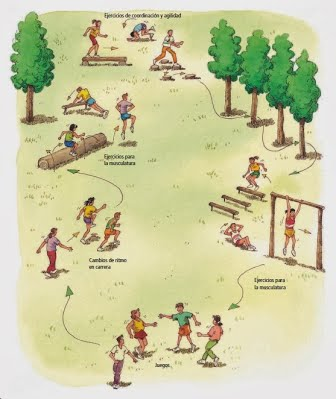 Ejercicios de coordinación y agilidad
Ejercicios para
la musculatura
Cambios de ritmo
en carrera
Ejercicios para
la musculatura
Juegos